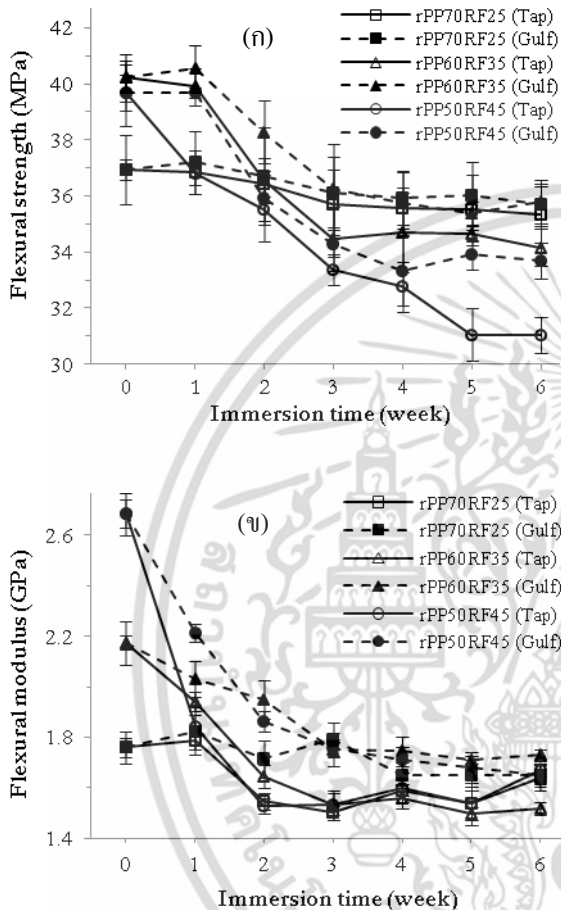 (ก)
rPP70RF25 (Tap)
rPP70RF25 (Gulf)
rPP60RF35 (Tap)
rPP60RF35 (Gulf)
rPP50RF45 (Tap)
rPP50RF45 (Gulf)
Flexural strength (MPa)
42
40
38
36
34
32
30
0 1 2 3 4 5 6
Immersion time (week)
(ข)
rPP70RF25 (Tap)
rPP70RF25 (Gulf)
rPP60RF35 (Tap)
rPP60RF35 (Gulf)
rPP50RF45 (Tap)
rPP50RF45 (Gulf)
Flexural modulus (GPa)
2.6
2.2
1.8
1.4
0 1 2 3 4 5 6
Immersion time (week)